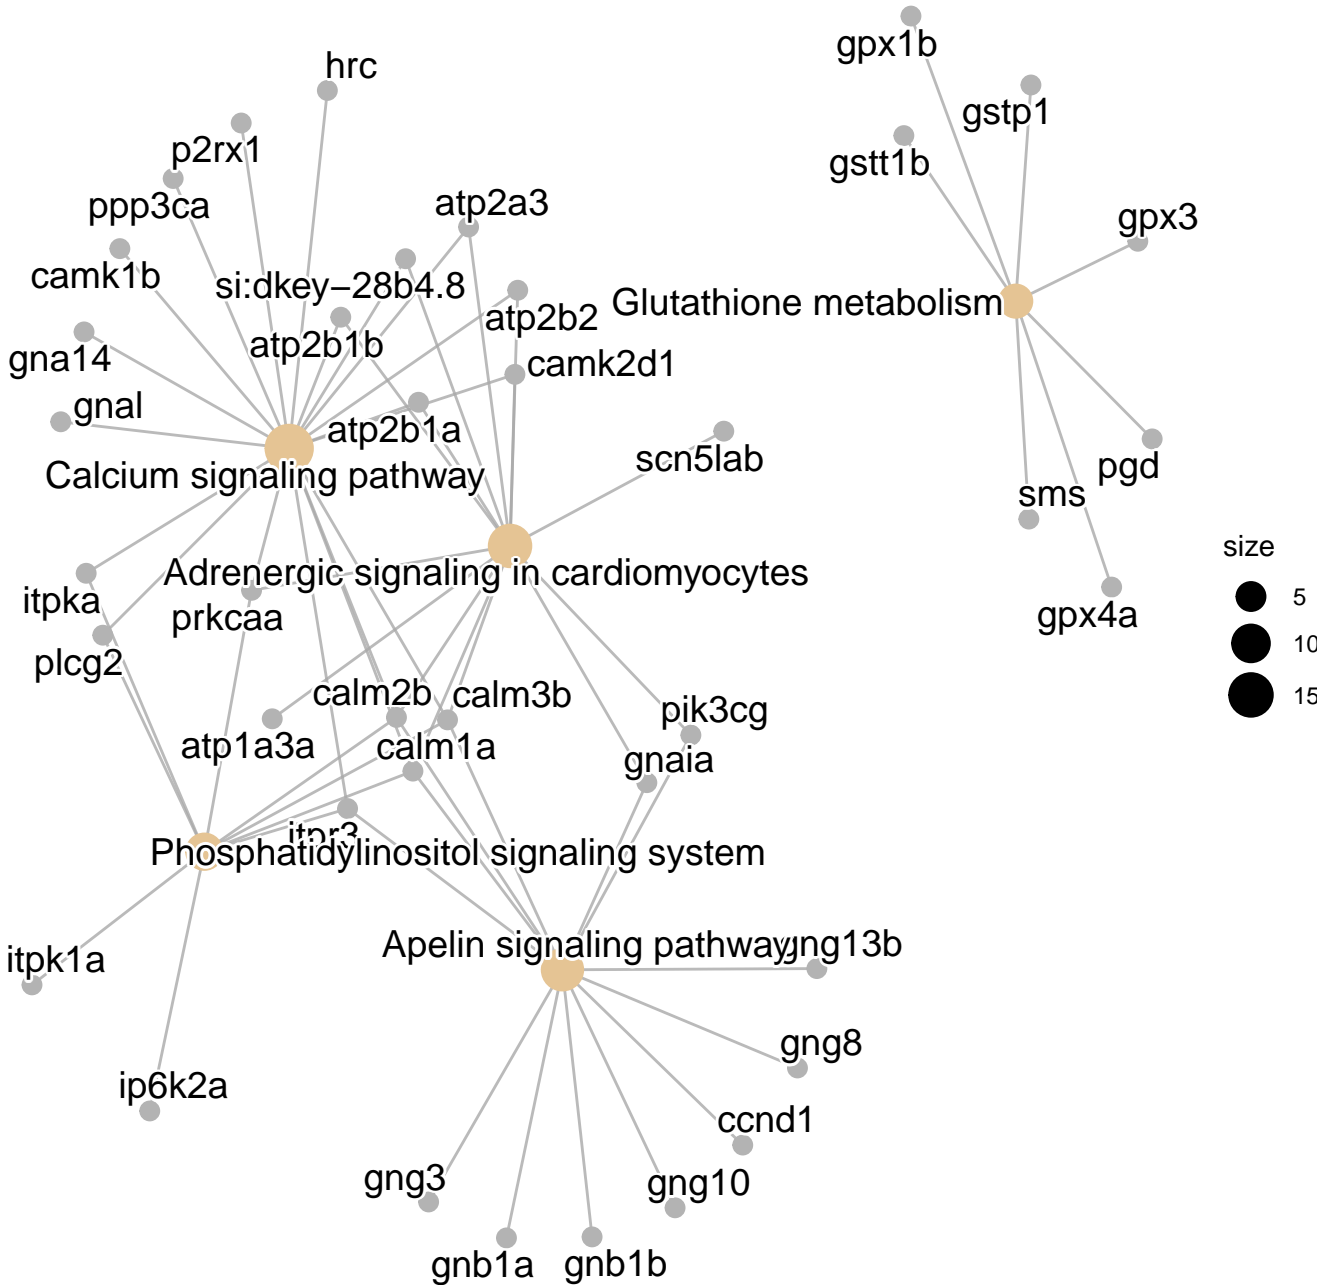 gpx1b
hrc
gstp1
p2rx1
gstt1b
ppp3ca
atp2a3
gpx3
camk1b
si:dkey−28b4.8
Glutathione metabolism
atp2b2
atp2b1b
gna14
camk2d1
gnal
atp2b1a
scn5lab
pgd
Calcium signaling pathway
sms
size
Adrenergic signaling in cardiomyocytes
5
itpka
prkcaa
gpx4a
10
plcg2
calm2b
calm3b
15
pik3cg
atp1a3a
calm1a
gnaia
itpr3
Phosphatidylinositol signaling system
Apelin signaling pathway
gng13b
itpk1a
gng8
ip6k2a
ccnd1
gng3
gng10
gnb1a
gnb1b